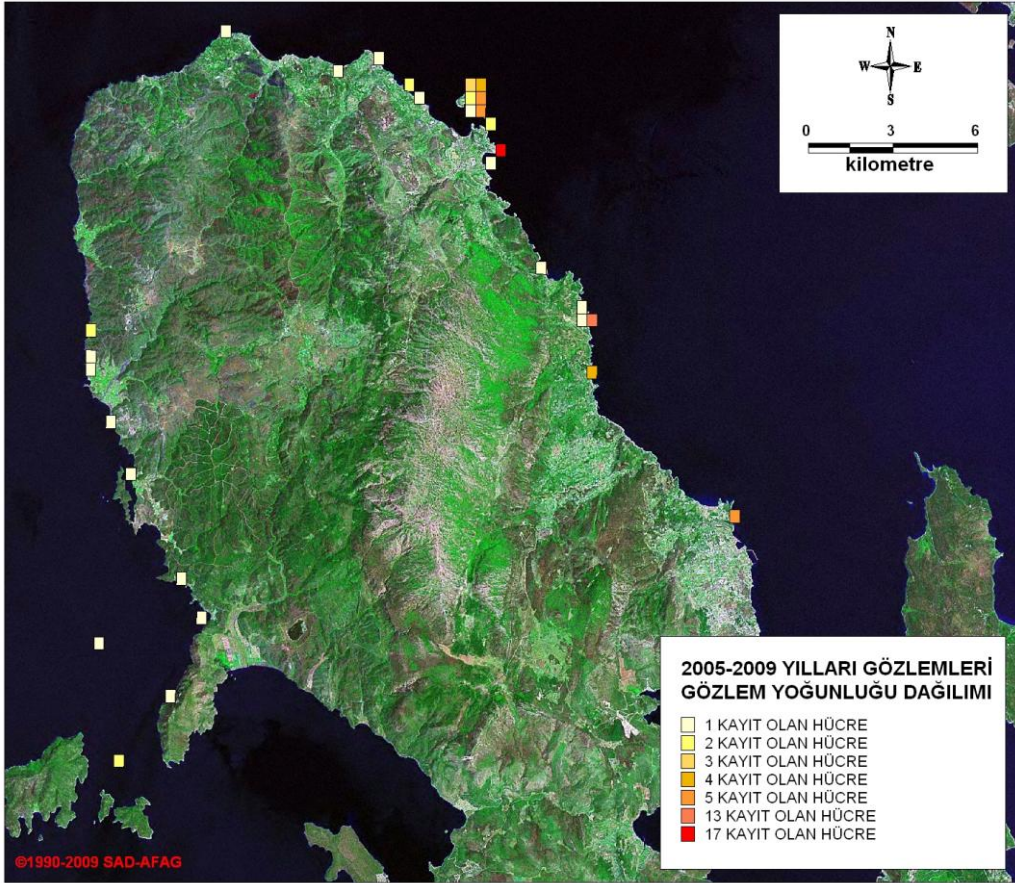 N
W E
S
0 3 6
kilometre
2005-2009 YILLARI GÖZLEMLERİ
GÖZLEM YOĞUNLUĞU DAĞILIMI
1 KAYIT OLAN HÜCRE
2 KAYIT OLAN HÜCRE
3 KAYIT OLAN HÜCRE
4 KAYIT OLAN HÜCRE
5 KAYIT OLAN HÜCRE
13 KAYIT OLAN HÜCRE
17 KAYIT OLAN HÜCRE
©1990-2009 SAD-AFAG